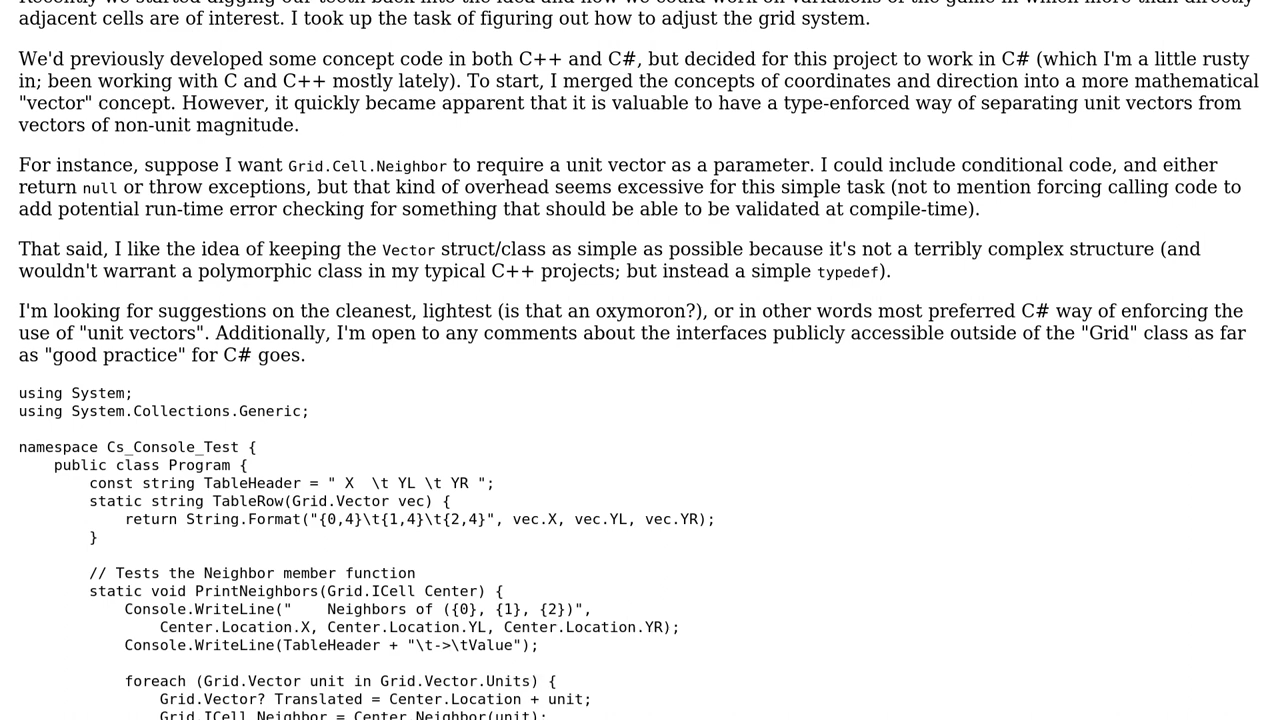 adjacent cells are of interest. I took up the task of figuring out how to adjust the grid system.
We'd previously developed some concept code in both C++ and C#, but decided for this project to work in C# (which I'm a little rusty
in; been working with C and C++ mostly lately). To start, I merged the concepts of coordinates and direction into a more mathematical
"vector" concept. However, it quickly became apparent that it is valuable to have a type-enforced way of separating unit vectors from
vectors of non-unit magnitude.
For instance, suppose I want Grid.Cell.Neighbor to require a unit vector as a parameter. I could include conditional code, and either
return null or throw exceptions, but that kind of overhead seems excessive for this simple task (not to mention forcing calling code to
add potential run-time error checking for something that should be able to be validated at compile-time).
That said, I like the idea of keeping the Vector struct/class as simple as possible because it's not a terribly complex structure (and
wouldn't warrant a polymorphic class in my typical C++ projects; but instead a simple typedef).
I'm looking for suggestions on the cleanest, lightest (is that an oxymoron?), or in other words most preferred C# way of enforcing the
use of "unit vectors". Additionally, I'm open to any comments about the interfaces publicly accessible outside of the "Grid" class as far
as "good practice" for C# goes.
using System;
using System.Collections.Generic;
namespace Cs_Console_Test {
    public class Program {
        const string TableHeader = " X  \t YL \t YR ";
        static string TableRow(Grid.Vector vec) {
            return String.Format("{0,4}\t{1,4}\t{2,4}", vec.X, vec.YL, vec.YR);
        }
        // Tests the Neighbor member function
        static void PrintNeighbors(Grid.ICell Center) {
            Console.WriteLine("    Neighbors of ({0}, {1}, {2})",
                Center.Location.X, Center.Location.YL, Center.Location.YR);
            Console.WriteLine(TableHeader + "\t->\tValue");
            foreach (Grid.Vector unit in Grid.Vector.Units) {
                Grid.Vector? Translated = Center.Location + unit;
                Grid.ICell Neighbor = Center.Neighbor(unit);